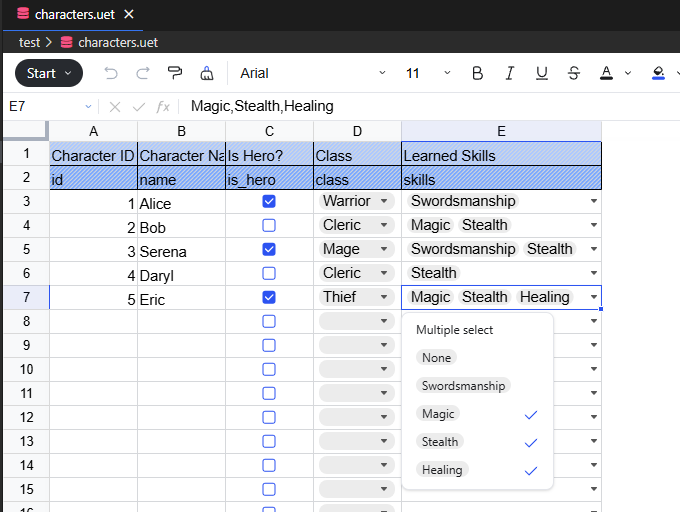 characters.uet
test > characters.uet
Start Arial 11 B I U S A
E7 fx Magic,Stealth,Healing
A B C D E
1 Character ID Character Na Is Hero? Class Learned Skills
2 id name is_hero class skills
3 1 Alice Warrior Swordsmanship
4 2 Bob Cleric Magic Stealth
5 3 Serena Mage Swordsmanship Stealth
6 4 Daryl Cleric Stealth
7 5 Eric Thief Magic Stealth Healing
8
9
10
11
12
13
14
15
16
Multiple select
None
Swordsmanship
Magic
Stealth
Healing